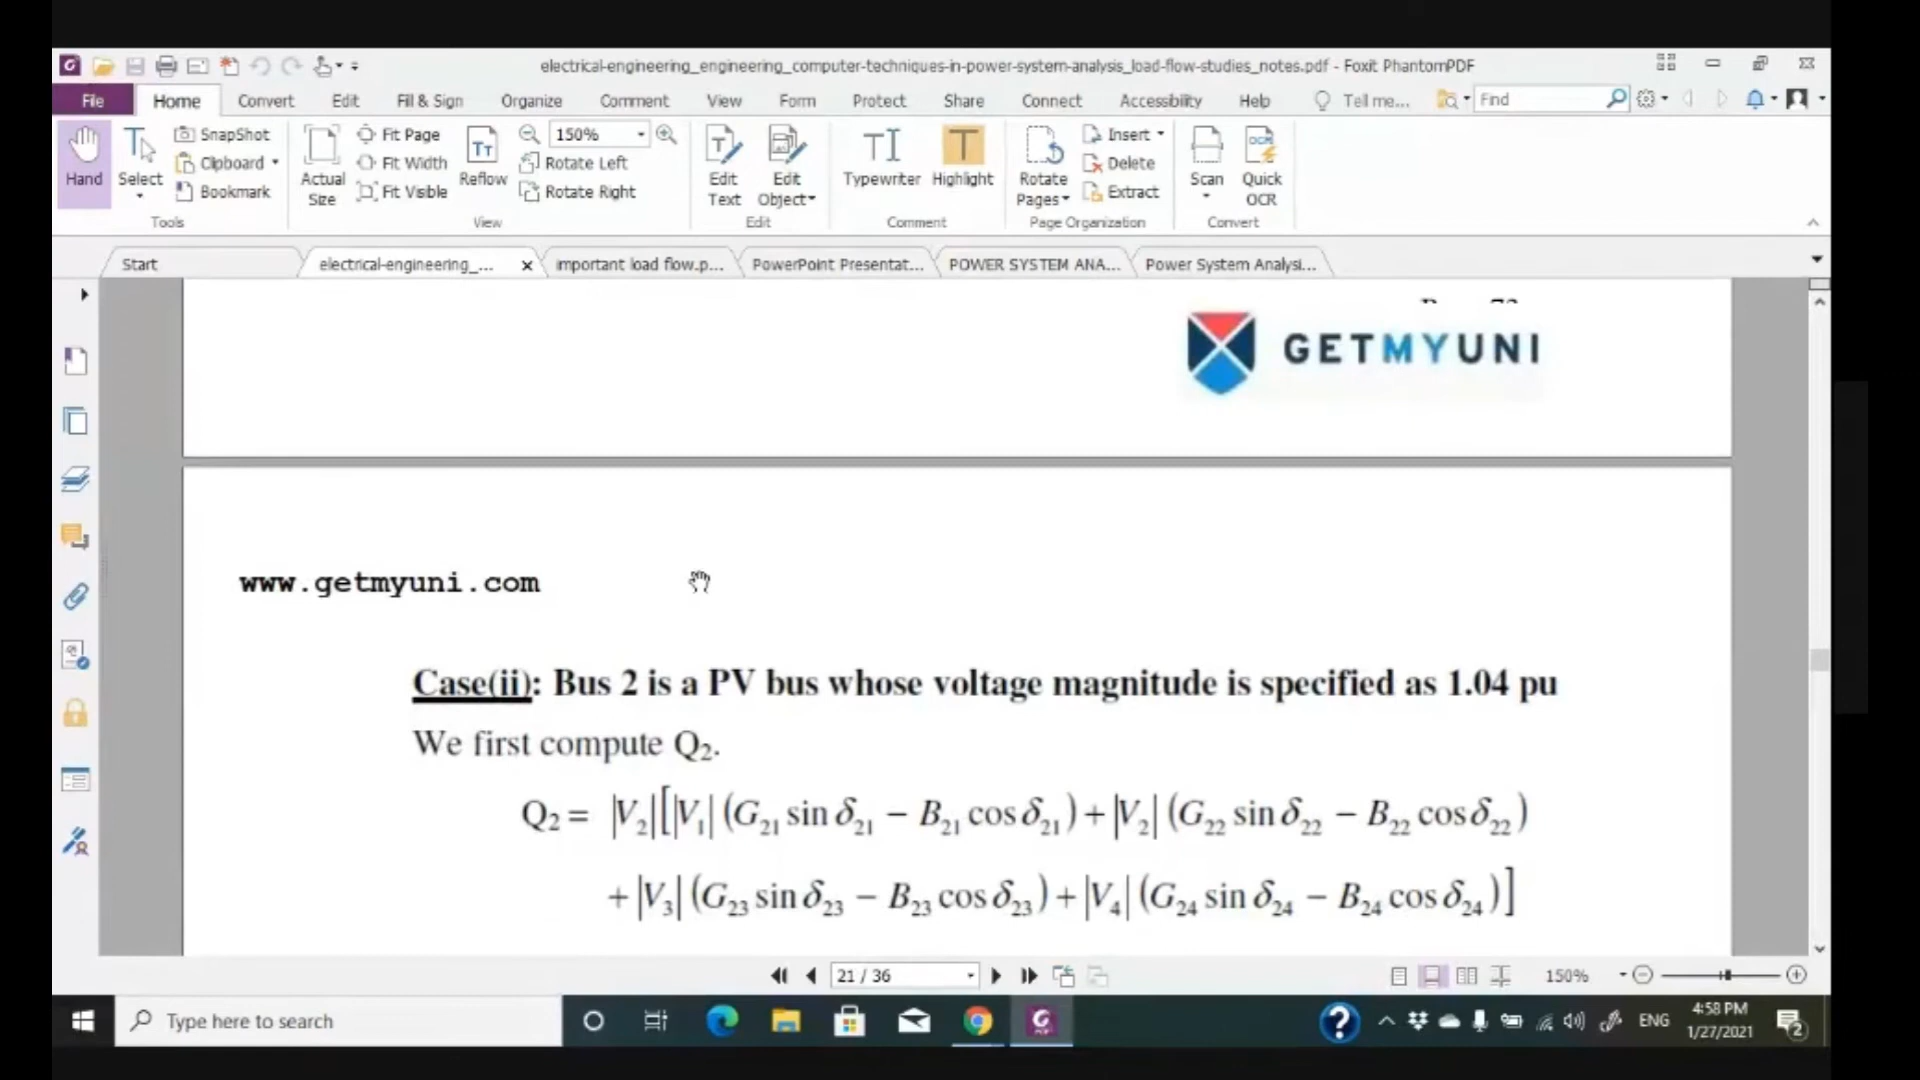 electrical-engineering_engineering_computer-techniques-in-power-system-analysis_load-flow-studies_notes.pdf - Foxit PhantomPDF
File Home Convert Edit Fill & Sign Organize Comment View Form Protect Share Connect Accessibility Help Tell me... Find
Hand
Select
SnapShot
Clipboard
Bookmark
Tools
Actual Size
Fit Page
Fit Width
Fit Visible
Reflow
150%
Rotate Left
Rotate Right
View
Edit Text
Edit Object
Edit
Typewriter
Highlight
Comment
Rotate Pages
Insert
Delete
Extract
Page Organization
Scan
Quick OCR
Convert
Start electrical-engineering_... important load flow.p... PowerPoint Presentat... POWER SYSTEM ANA... Power System Analysi...
GETMYUNI
www.getmyuni.com
Case(ii): Bus 2 is a PV bus whose voltage magnitude is specified as 1.04 pu
We first compute Q₂.
Q₂ = |V₂|[|V₁| (G₂₁ sin δ₂₁ − B₂₁ cos δ₂₁) + |V₂| (G₂₂ sin δ₂₂ − B₂₂ cos δ₂₂)
+ |V₃| (G₂₃ sin δ₂₃ − B₂₃ cos δ₂₃) + |V₄| (G₂₄ sin δ₂₄ − B₂₄ cos δ₂₄)]
21 / 36 150%
Type here to search
ENG
4:58 PM
1/27/2021
2